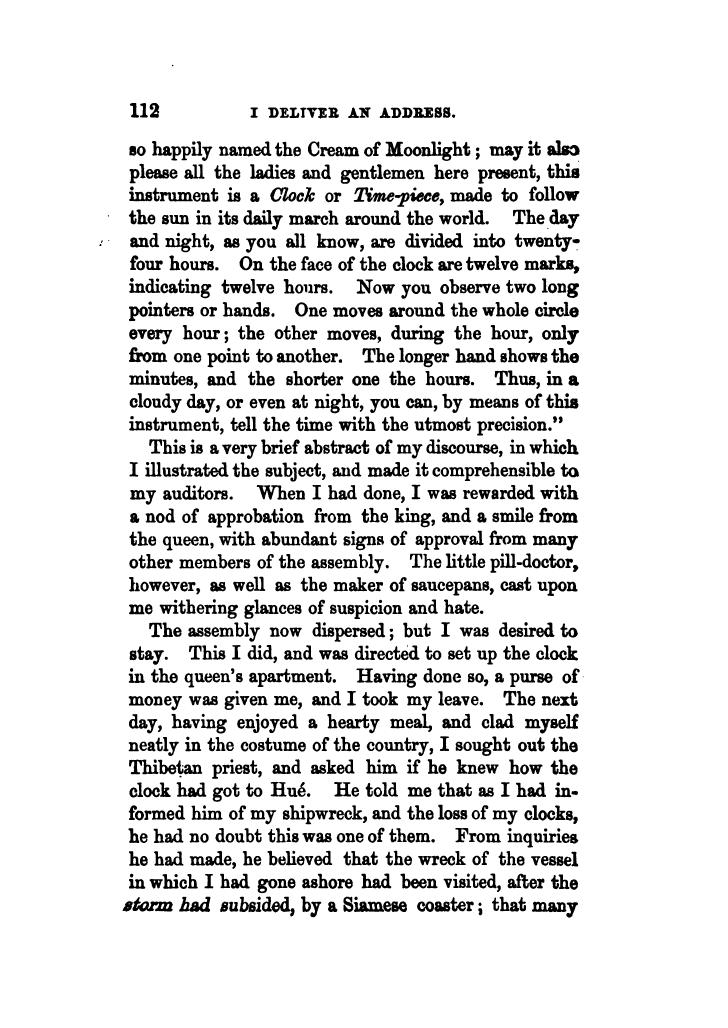 112 I DELIVER AN ADDRESS.
so happily named the Cream of Moonlight; may it also
please all the ladies and gentlemen here present, this
instrument is a Clock or Time-piece, made to follow
the sun in its daily march around the world. The day
and night, as you all know, are divided into twenty-
four hours. On the face of the clock are twelve marks,
indicating twelve hours. Now you observe two long
pointers or hands. One moves around the whole circle
every hour; the other moves, during the hour, only
from one point to another. The longer hand shows the
minutes, and the shorter one the hours. Thus, in a
cloudy day, or even at night, you can, by means of this
instrument, tell the time with the utmost precision."
This is a very brief abstract of my discourse, in which
I illustrated the subject, and made it comprehensible to
my auditors. When I had done, I was rewarded with
a nod of approbation from the king, and a smile from
the queen, with abundant signs of approval from many
other members of the assembly. The little pill-doctor,
however, as well as the maker of saucepans, cast upon
me withering glances of suspicion and hate.
The assembly now dispersed; but I was desired to
stay. This I did, and was directed to set up the clock
in the queen's apartment. Having done so, a purse of
money was given me, and I took my leave. The next
day, having enjoyed a hearty meal, and clad myself
neatly in the costume of the country, I sought out the
Thibetan priest, and asked him if he knew how the
clock had got to Hué. He told me that as I had in-
formed him of my shipwreck, and the loss of my clocks,
he had no doubt this was one of them. From inquiries
he had made, he believed that the wreck of the vessel
in which I had gone ashore had been visited, after the
storm had subsided, by a Siamese coaster; that many